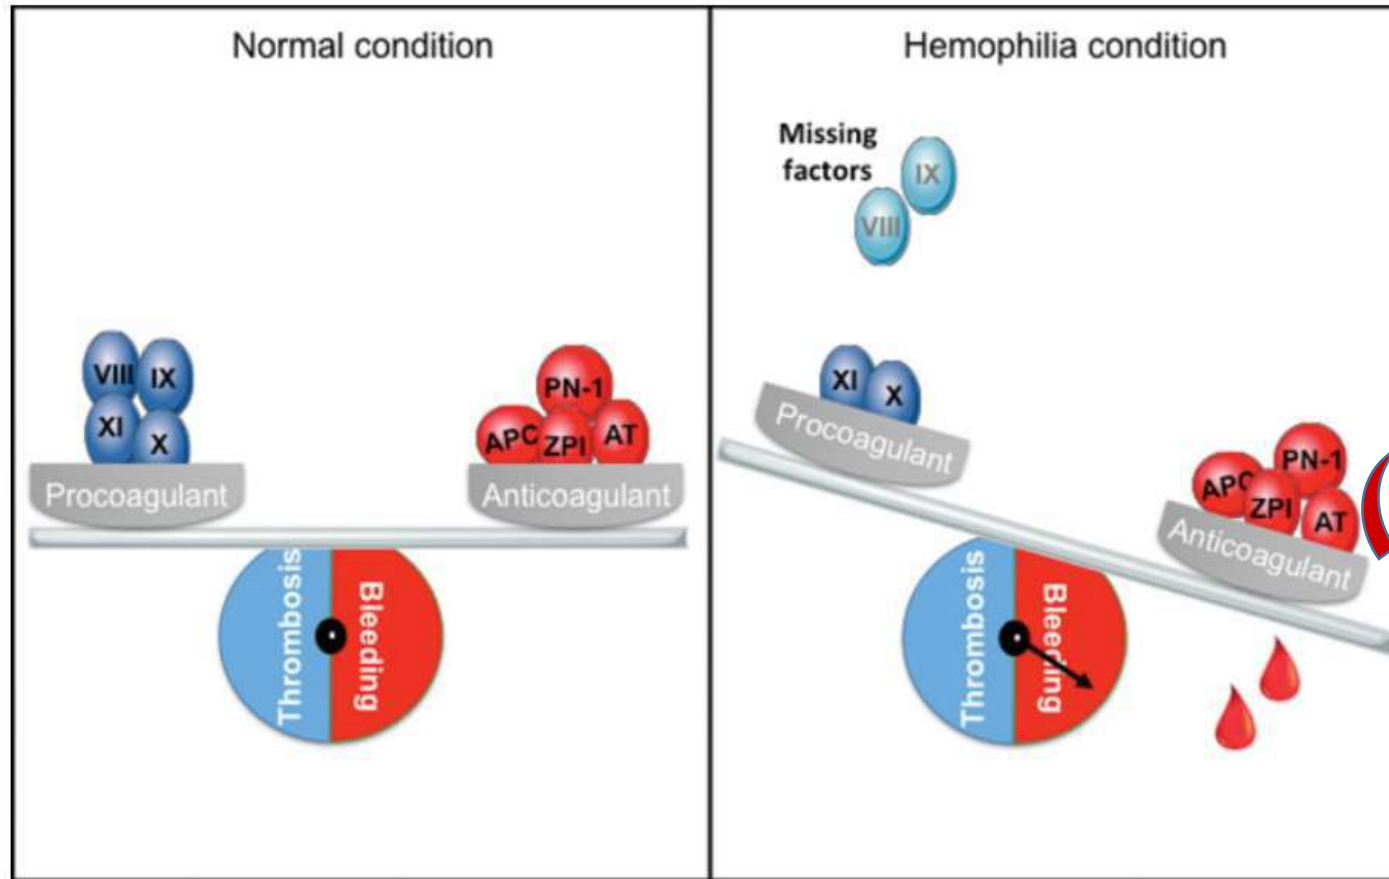 Normal condition
VIII IX
XI X
Procoagulant
PN-1
APC ZPI AT
Anticoagulant
Thrombosis
Bleeding
Hemophilia condition
Missing
factors
IX
VIII
XI X
Procoagulant
PN-1
APC ZPI AT
Anticoagulant
Thrombosis
Bleeding